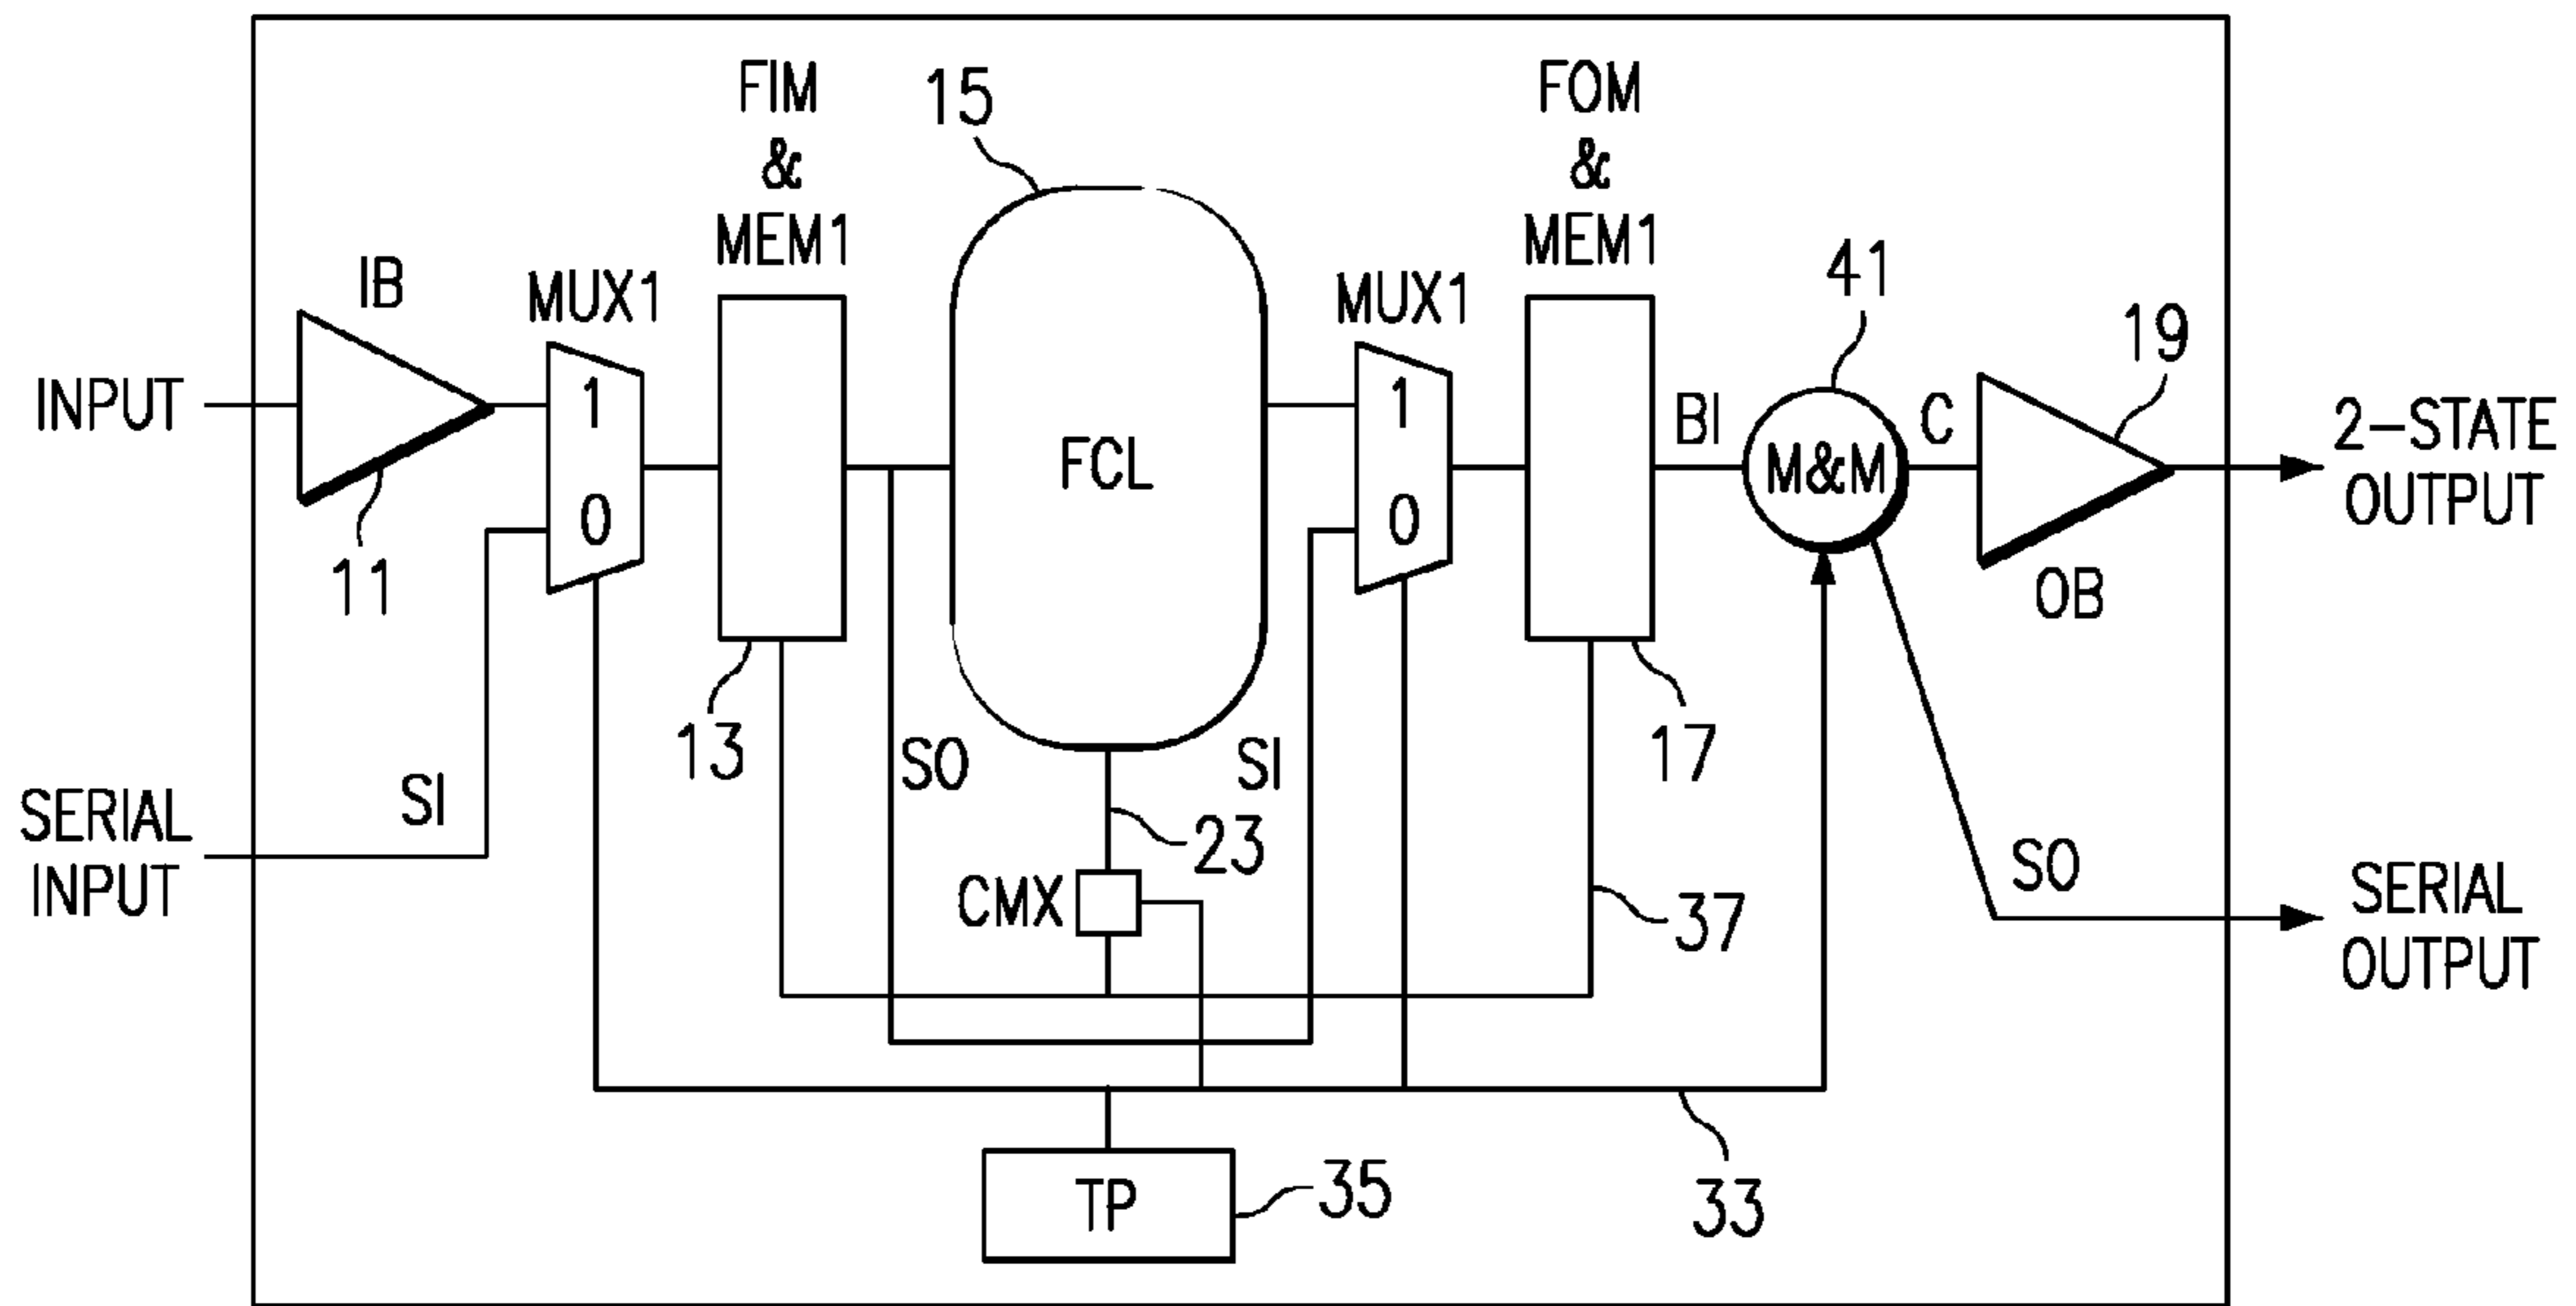 FIM
&
MEM1
15
FOM
&
MEM1
IB
MUX1
MUX1
41
19
INPUT
1
0
FCL
1
0
BI
M&M
C
2-STATE
OUTPUT
11
OB
13
SO
SI
17
SERIAL
INPUT
SI
23
CMX
37
SO
SERIAL
OUTPUT
TP
35
33